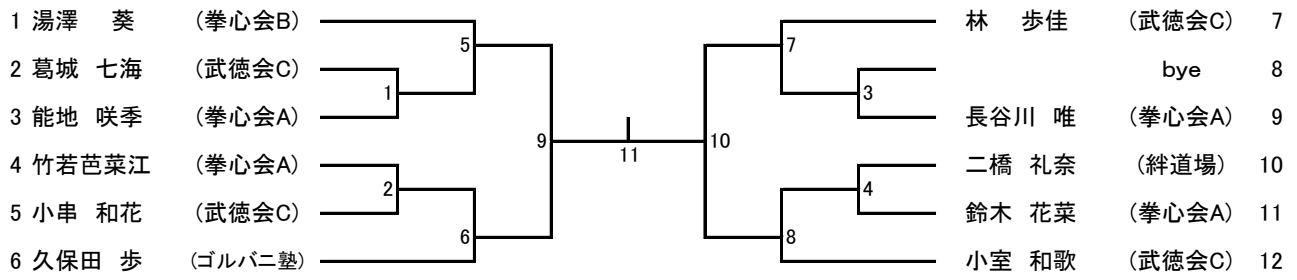 1 湯澤 葵 (拳心会B)
2 葛城 七海 (武徳会C)
3 能地 咲季 (拳心会A)
4 竹若芭菜江 (拳心会A)
5 小串 和花 (武徳会C)
6 久保田 歩 (ゴルバニ塾)
5
1
2
6
9
11
10
7
3
4
8
林 歩佳 (武徳会C) 7
bye 8
長谷川 唯 (拳心会A) 9
二橋 礼奈 (絆道場) 10
鈴木 花菜 (拳心会A) 11
小室 和歌 (武徳会C) 12